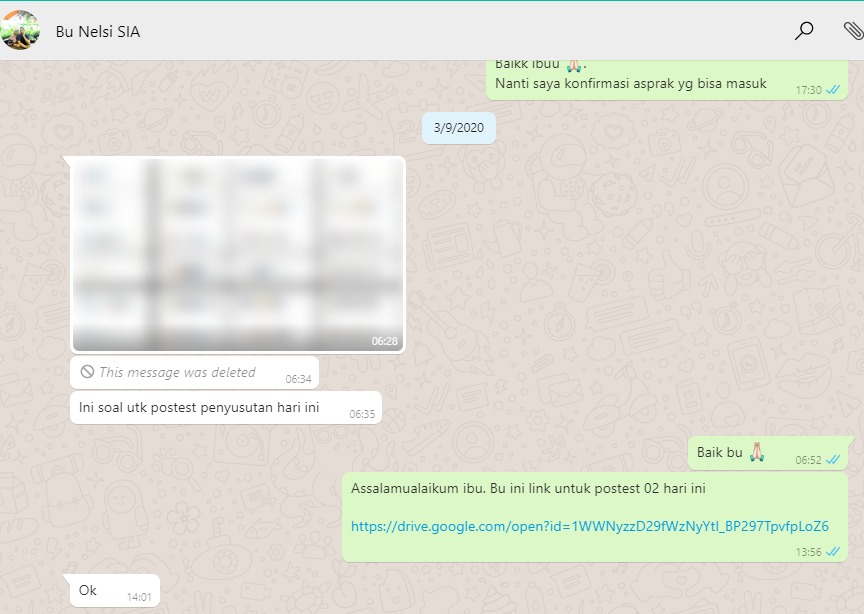 Bu Nelsi SIA
Baikk ibuu 🙏🏻.
Nanti saya konfirmasi asprak yg bisa masuk
17:30
3/9/2020
06:28
This message was deleted
06:34
Ini soal utk postest penyusutan hari ini
06:35
Baik bu 🙏🏻
06:52
Assalamualaikum ibu. Bu ini link untuk postest 02 hari ini
https://drive.google.com/open?id=1WWNyzzD29fWzNyYtl_BP297TpvfpLoZ6
13:56
Ok
14:01